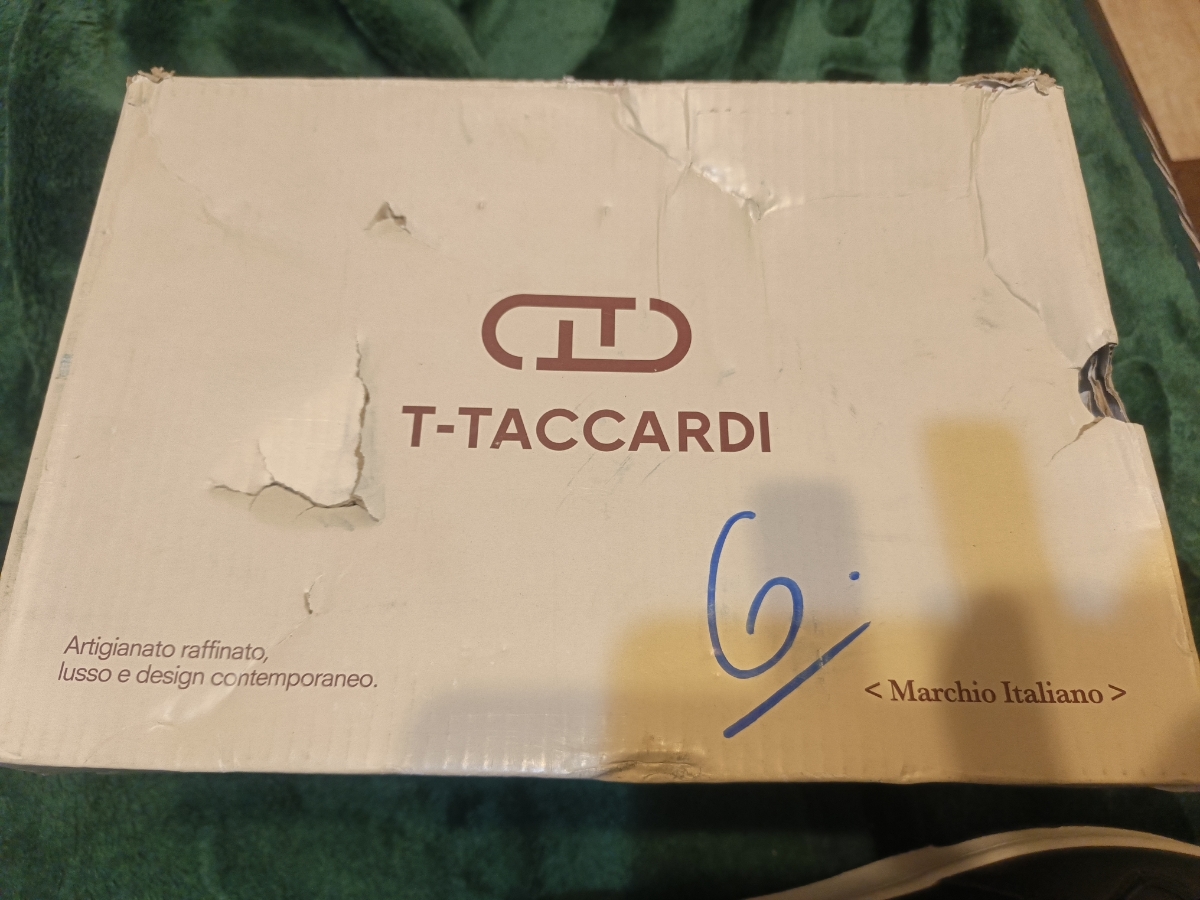 T-TACCARDI
6.
Artigianato raffinato,
lusso e design contemporaneo.
< Marchio Italiano >